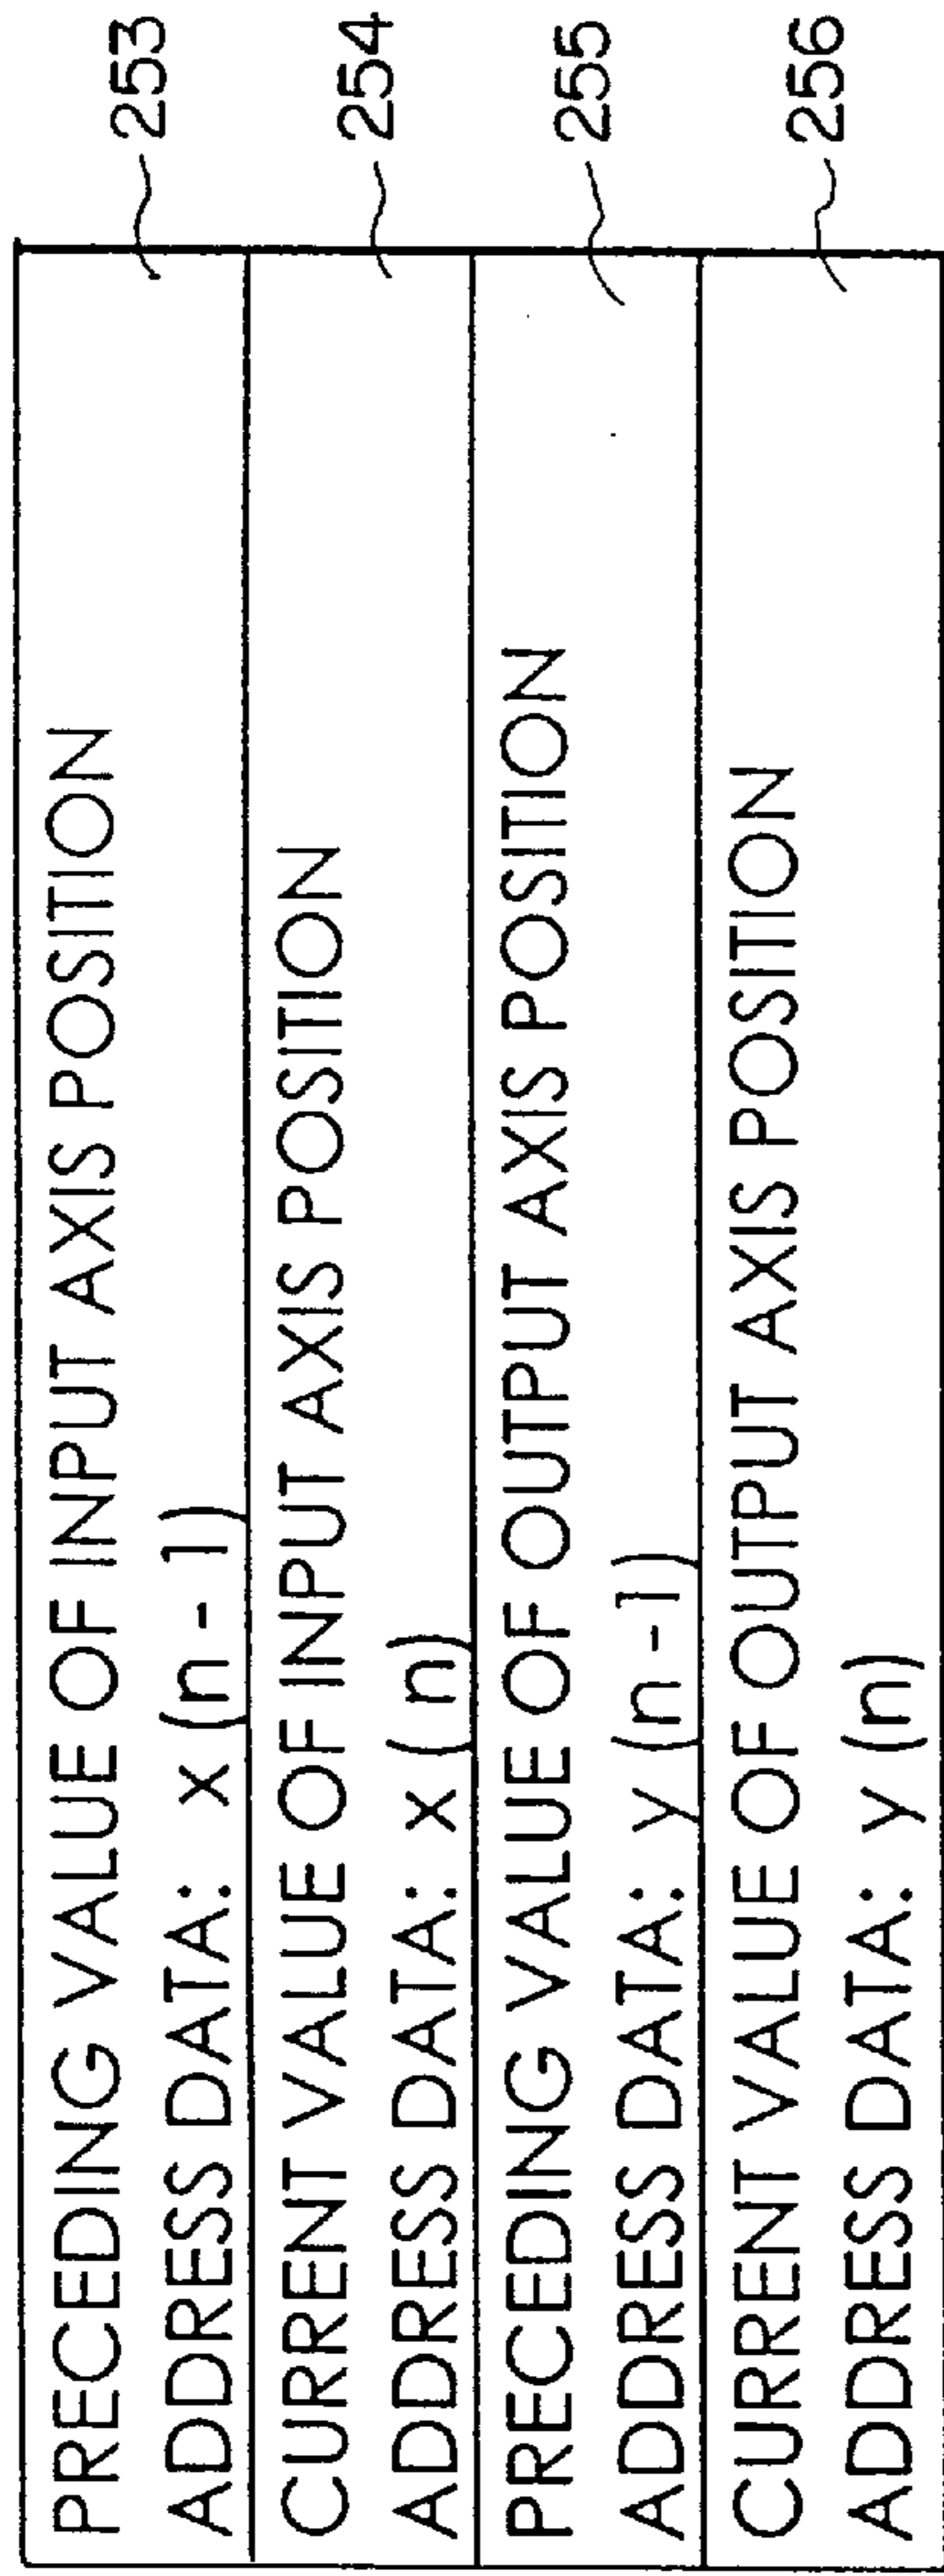 PRECEDING VALUE OF INPUT AXIS POSITION
ADDRESS DATA: x (n - 1)
253
CURRENT VALUE OF INPUT AXIS POSITION
ADDRESS DATA: x (n)
254
PRECEDING VALUE OF OUTPUT AXIS POSITION
ADDRESS DATA: y (n - 1)
255
CURRENT VALUE OF OUTPUT AXIS POSITION
ADDRESS DATA: y (n)
256